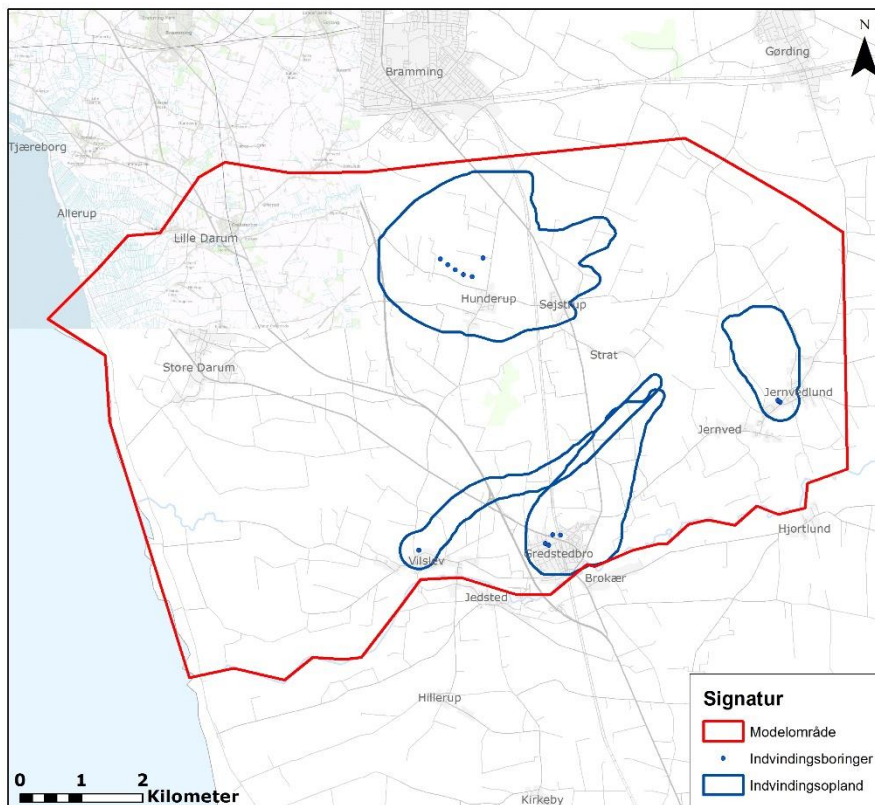 N
Gørding
Bramming
Tjæreborg
Allerup
Lille Darum
Hunderup
Sejstrup
Store Darum
Strat
Jernvedlund
Jernved
Hjortlund
Vilslev
Gredstedbro
Brokær
Jedsted
Hillerup
Kirkeby
Signatur
Modelområde
Indvindingsboringer
Indvindingsopland
0 1 2
Kilometer